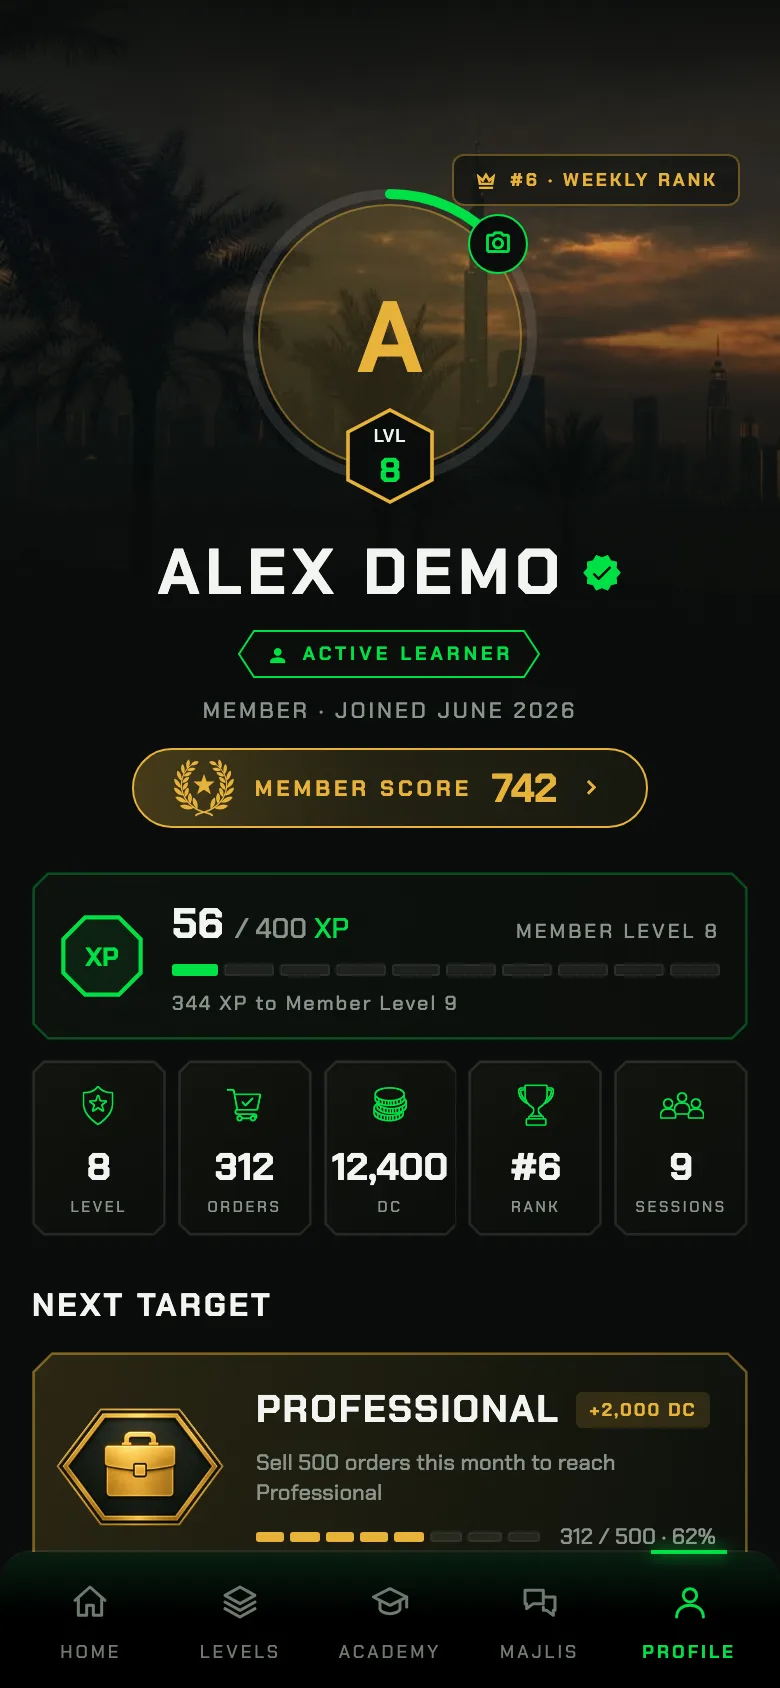 #6 · WEEKLY RANK
A
LVL
8
ALEX DEMO
ACTIVE LEARNER
MEMBER · JOINED JUNE 2026
MEMBER SCORE 742
XP
56 / 400 XP
MEMBER LEVEL 8
344 XP to Member Level 9
8
LEVEL
312
ORDERS
12,400
DC
#6
RANK
9
SESSIONS
NEXT TARGET
PROFESSIONAL +2,000 DC
Sell 500 orders this month to reach
Professional
312 / 500 · 62%
HOME
LEVELS
ACADEMY
MAJLIS
PROFILE